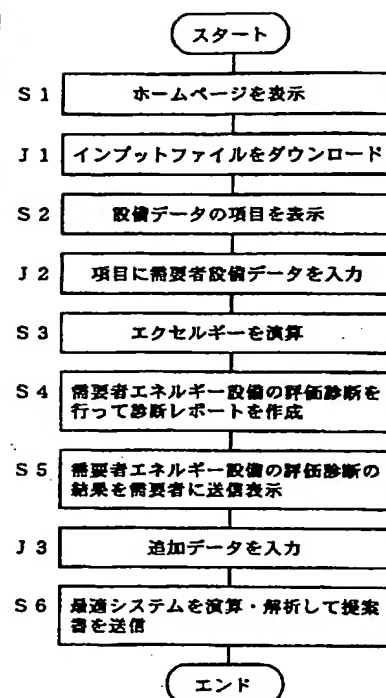 スタート
S1 ホームページを表示
J1 インプットファイルをダウンロード
S2 設備データの項目を表示
J2 項目に需要者設備データを入力
S3 エクセルギーを演算
S4 需要者エネルギー設備の評価診断を
行って診断レポートを作成
S5 需要者エネルギー設備の評価診断の
結果を需要者に送信表示
J3 追加データを入力
S6 最適システムを演算・解析して提案
書を送信
エンド